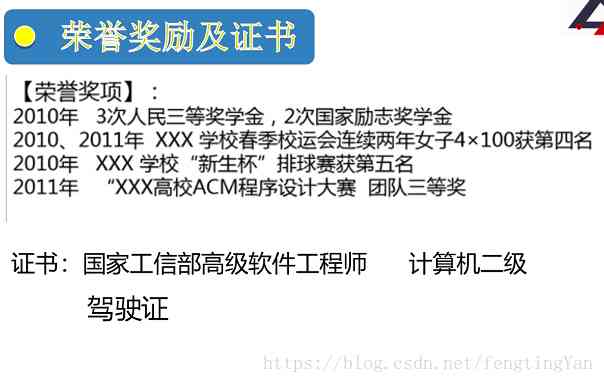 荣誉奖励及证书
【荣誉奖项】：
2010年 3次人民三等奖学金，2次国家励志奖学金
2010、2011年 XXX 学校春季校运会连续两年女子4×100获第四名
2010年 XXX 学校“新生杯”排球赛获第五名
2011年 “XXX高校ACM程序设计大赛 团队三等奖
证书：国家工信部高级软件工程师 计算机二级
驾驶证
https://blog.csdn.net/fengtingYan